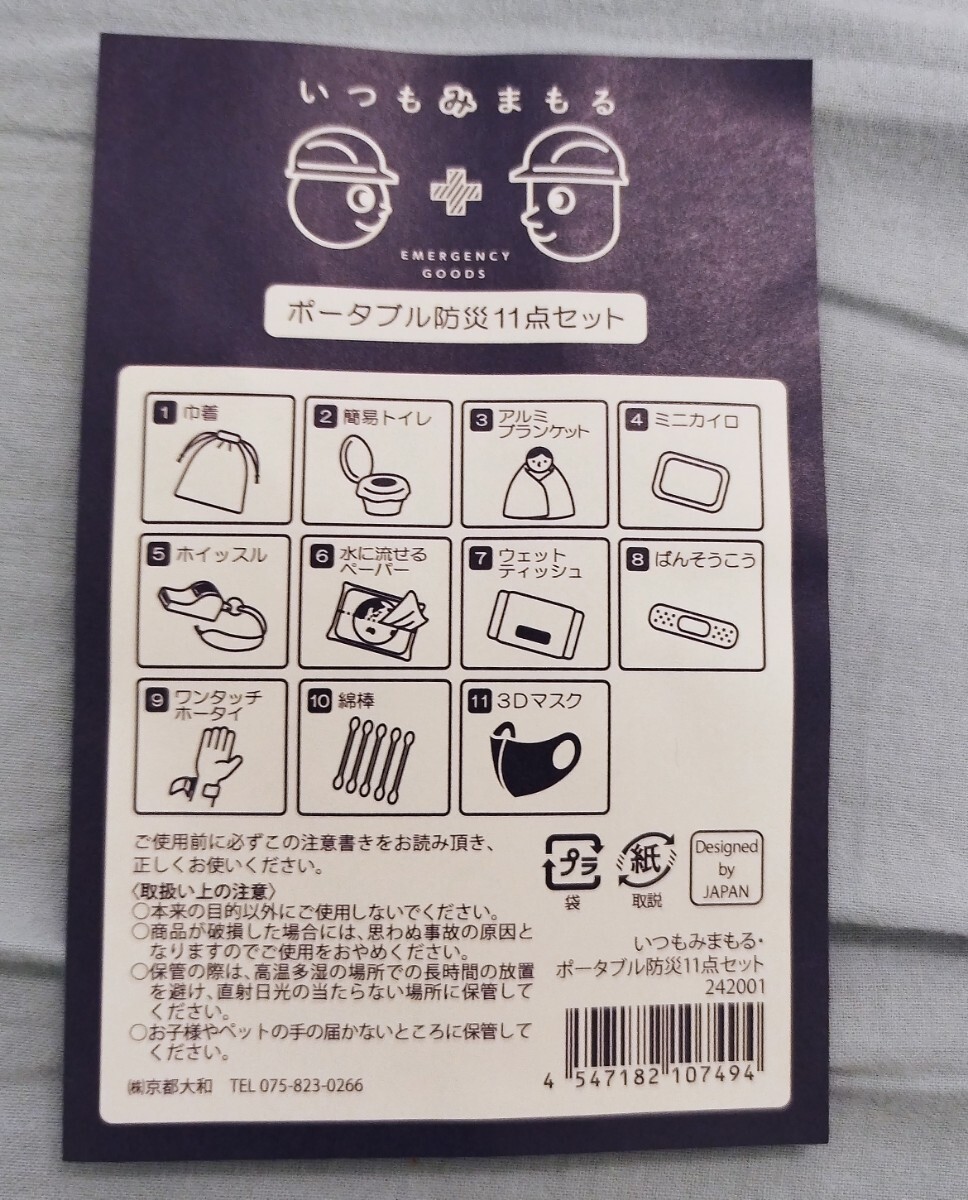 いつもみまもる
EMERGENCY
GOODS
ポータブル防災11点セット
1 巾着
2 簡易トイレ
3 アルミ
ブランケット
4 ミニカイロ
5 ホイッスル
6 水に流せる
ペーパー
7 ウェット
ティッシュ
8 ばんそうこう
9 ワンタッチ
ホータイ
10 綿棒
11 3Dマスク
ご使用前に必ずこの注意書きをお読み頂き、
正しくお使いください。
〈取扱い上の注意〉
○本来の目的以外にご使用しないでください。
○商品が破損した場合には、思わぬ事故の原因と
なりますのでご使用をおやめください。
○保管の際は、高温多湿の場所での長時間の放置
を避け、直射日光の当たらない場所に保管して
ください。
○お子様やペットの手の届かないところに保管して
ください。
㈱京都大和 TEL 075-823-0266
プラ
袋
紙
取説
Designed
by
JAPAN
いつもみまもる・
ポータブル防災11点セット
242001
4 547182 107494